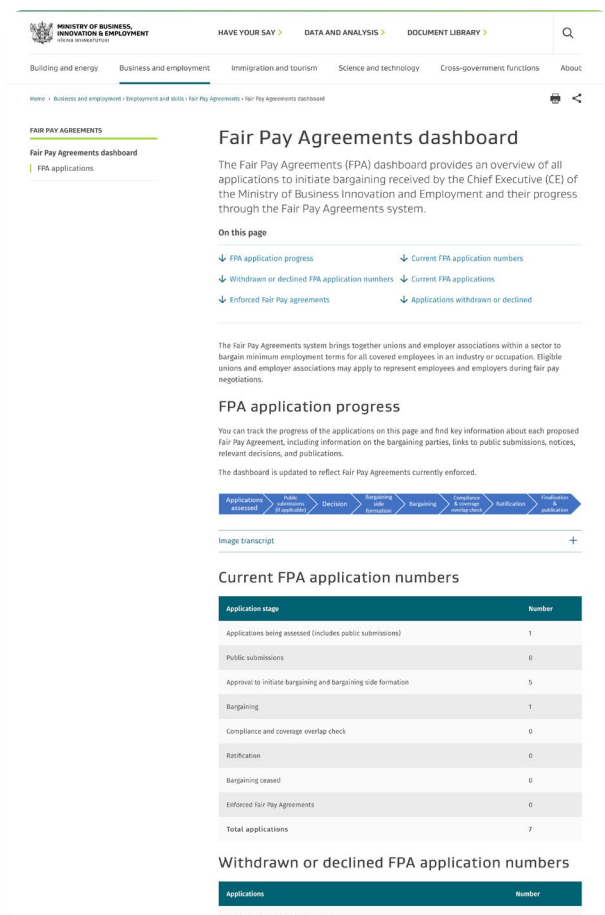 MINISTRY OF BUSINESS,
INNOVATION & EMPLOYMENT
HĪKINA WHAKATUTUKI
HAVE YOUR SAY >
DATA AND ANALYSIS >
DOCUMENT LIBRARY >
Building and energy
Business and employment
Immigration and tourism
Science and technology
Cross-government functions
About
Home › Business and employment › Employment and skills › Fair Pay Agreements › Fair Pay Agreements dashboard
FAIR PAY AGREEMENTS
Fair Pay Agreements dashboard
FPA applications
Fair Pay Agreements dashboard
The Fair Pay Agreements (FPA) dashboard provides an overview of all
applications to initiate bargaining received by the Chief Executive (CE) of
the Ministry of Business Innovation and Employment and their progress
through the Fair Pay Agreements system.
On this page
↓ FPA application progress
↓ Current FPA application numbers
↓ Withdrawn or declined FPA application numbers
↓ Current FPA applications
↓ Enforced Fair Pay agreements
↓ Applications withdrawn or declined
The Fair Pay Agreements system brings together unions and employer associations within a sector to
bargain minimum employment terms for all covered employees in an industry or occupation. Eligible
unions and employer associations may apply to represent employees and employers during fair pay
negotiations.
FPA application progress
You can track the progress of the applications on this page and find key information about each proposed
Fair Pay Agreement, including information on the bargaining parties, links to public submissions, notices,
relevant decisions, and publications.
The dashboard is updated to reflect Fair Pay Agreements currently enforced.
Applications
assessed
Public
submissions
(if applicable)
Decision
Bargaining
side
formation
Bargaining
Compliance
& coverage
overlap check
Ratification
Finalisation
&
publication
Image transcript +
Current FPA application numbers
Application stage Number
Applications being assessed (includes public submissions) 1
Public submissions 0
Approval to initiate bargaining and bargaining side formation 5
Bargaining 1
Compliance and coverage overlap check 0
Ratification 0
Bargaining ceased 0
Enforced Fair Pay Agreements 0
Total applications 7
Withdrawn or declined FPA application numbers
Applications Number